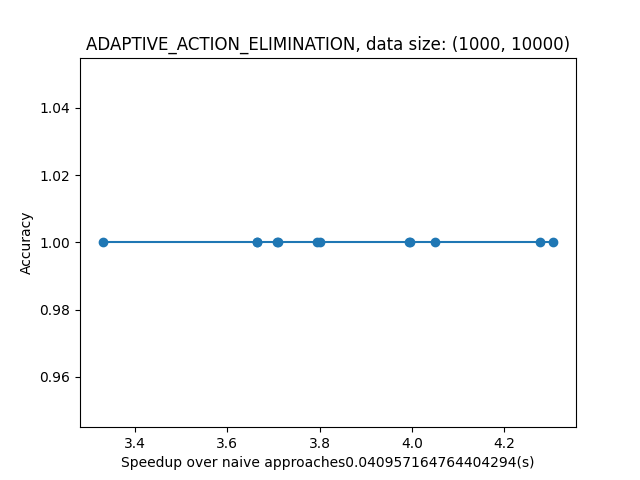 ADAPTIVE_ACTION_ELIMINATION, data size: (1000, 10000)
1.04
1.02
1.00
0.98
0.96
Accuracy
3.4 3.6 3.8 4.0 4.2
Speedup over naive approaches0.040957164764404294(s)